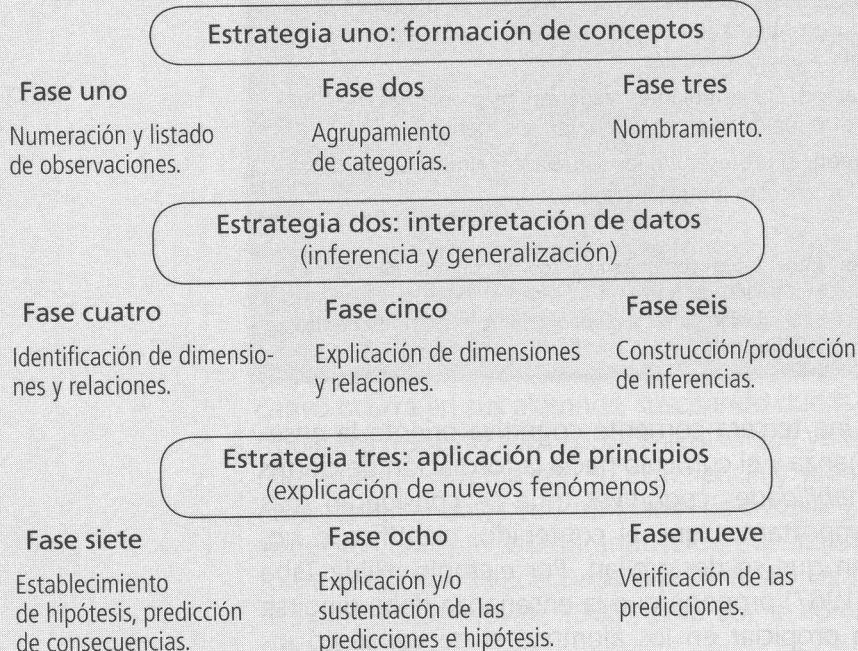 Estrategia uno: formación de conceptos
Fase uno
Numeración y listado
de observaciones.
Fase dos
Agrupamiento
de categorías.
Fase tres
Nombramiento.
Estrategia dos: interpretación de datos
(inferencia y generalización)
Fase cuatro
Identificación de dimensio-
nes y relaciones.
Fase cinco
Explicación de dimensiones
y relaciones.
Fase seis
Construcción/producción
de inferencias.
Estrategia tres: aplicación de principios
(explicación de nuevos fenómenos)
Fase siete
Establecimiento
de hipótesis, predicción
de consecuencias.
Fase ocho
Explicación y/o
sustentación de las
predicciones e hipótesis.
Fase nueve
Verificación de las
predicciones.